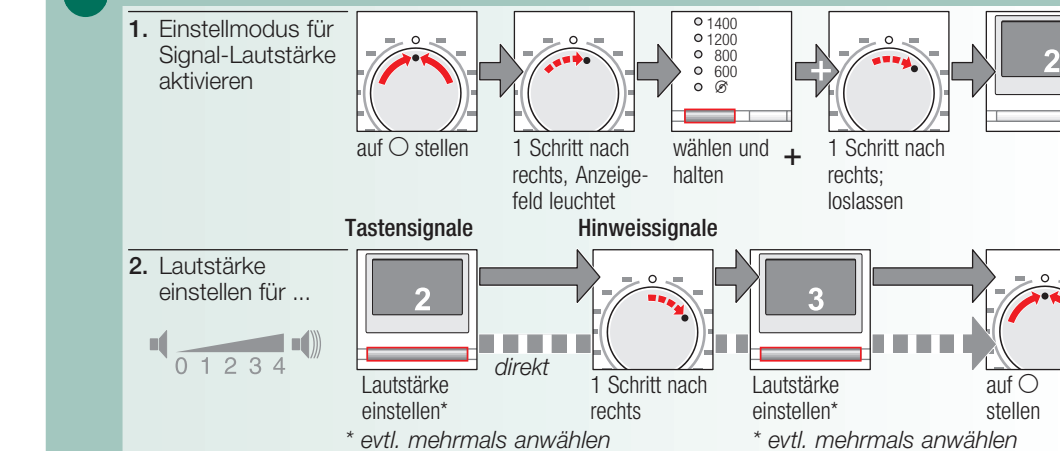 1. Einstellmodus für
Signal-Lautstärke
aktivieren
1400
1200
800
600
+
2
auf ○ stellen
1 Schritt nach
rechts, Anzeige-
feld leuchtet
wählen und
halten
+
1 Schritt nach
rechts;
loslassen
Tastensignale
Hinweissignale
2. Lautstärke
einstellen für ...
0 1 2 3 4
2
3
direkt
Lautstärke
einstellen*
1 Schritt nach
rechts
Lautstärke
einstellen*
auf ○
stellen
* evtl. mehrmals anwählen
* evtl. mehrmals anwählen